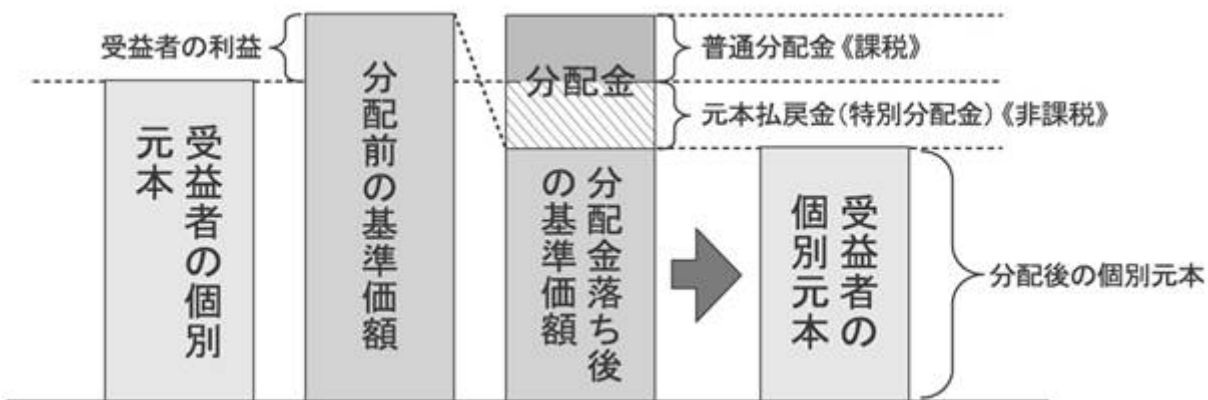 受益者の利益
受益者の個別
元本
分配前の基準価額
分配金
分配金落ち後
の基準価額
普通分配金《課税》
元本払戻金(特別分配金)《非課税》
受益者の
個別元本
分配後の個別元本